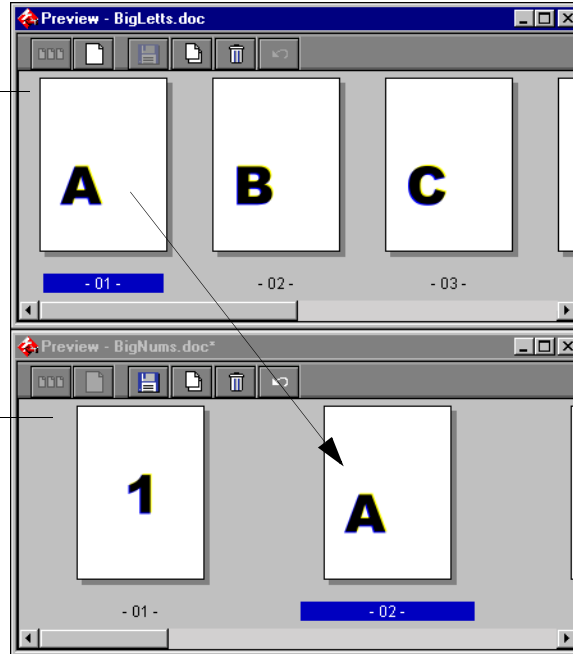 Preview - BigLetts.doc
A B C
- 01 - - 02 - - 03 -
Preview - BigNums.doc*
1 A
- 01 - - 02 -